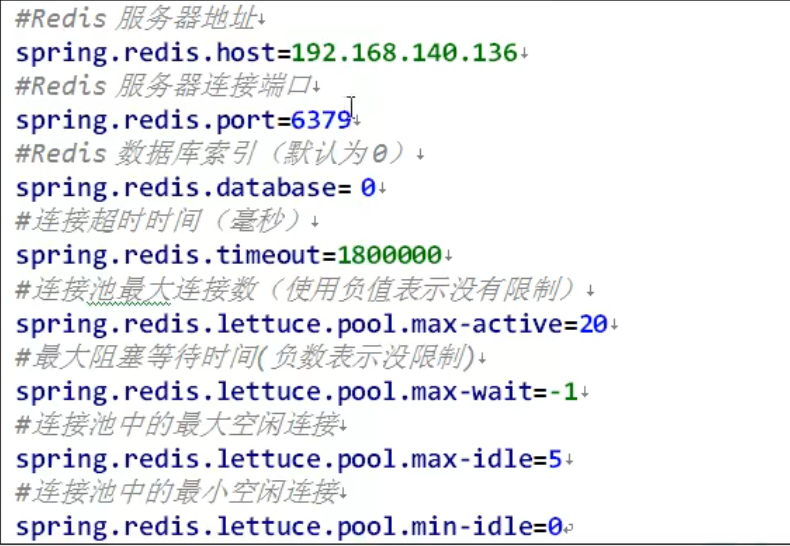 #Redis 服务器地址
spring.redis.host=192.168.140.136
#Redis 服务器连接端口
spring.redis.port=6379
#Redis 数据库索引（默认为 0）
spring.redis.database= 0
#连接超时时间（毫秒）
spring.redis.timeout=1800000
#连接池最大连接数（使用负值表示没有限制）
spring.redis.lettuce.pool.max-active=20
#最大阻塞等待时间(负数表示没限制)
spring.redis.lettuce.pool.max-wait=-1
#连接池中的最大空闲连接
spring.redis.lettuce.pool.max-idle=5
#连接池中的最小空闲连接
spring.redis.lettuce.pool.min-idle=0